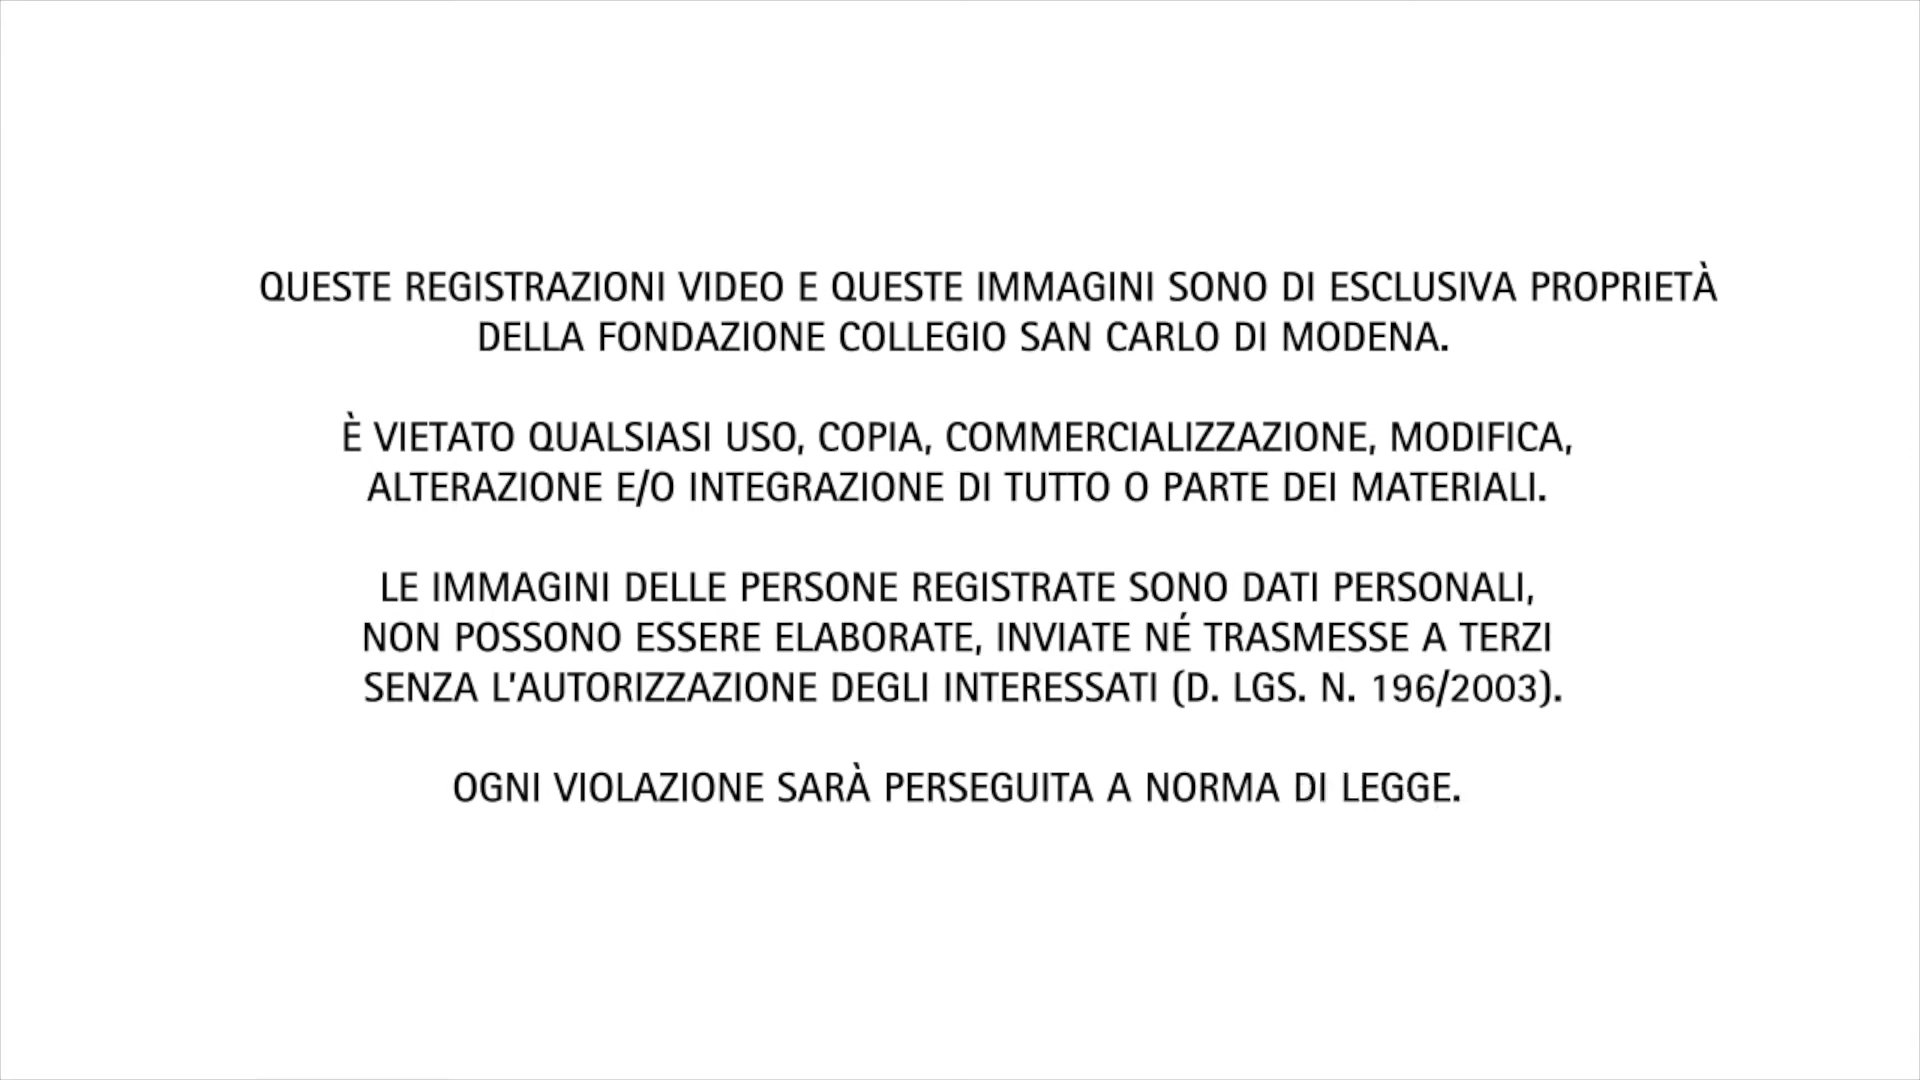 QUESTE REGISTRAZIONI VIDEO E QUESTE IMMAGINI SONO DI ESCLUSIVA PROPRIETÀ
DELLA FONDAZIONE COLLEGIO SAN CARLO DI MODENA.
È VIETATO QUALSIASI USO, COPIA, COMMERCIALIZZAZIONE, MODIFICA,
ALTERAZIONE E/O INTEGRAZIONE DI TUTTO O PARTE DEI MATERIALI.
LE IMMAGINI DELLE PERSONE REGISTRATE SONO DATI PERSONALI,
NON POSSONO ESSERE ELABORATE, INVIATE NÉ TRASMESSE A TERZI
SENZA L'AUTORIZZAZIONE DEGLI INTERESSATI (D. LGS. N. 196/2003).
OGNI VIOLAZIONE SARÀ PERSEGUITA A NORMA DI LEGGE.